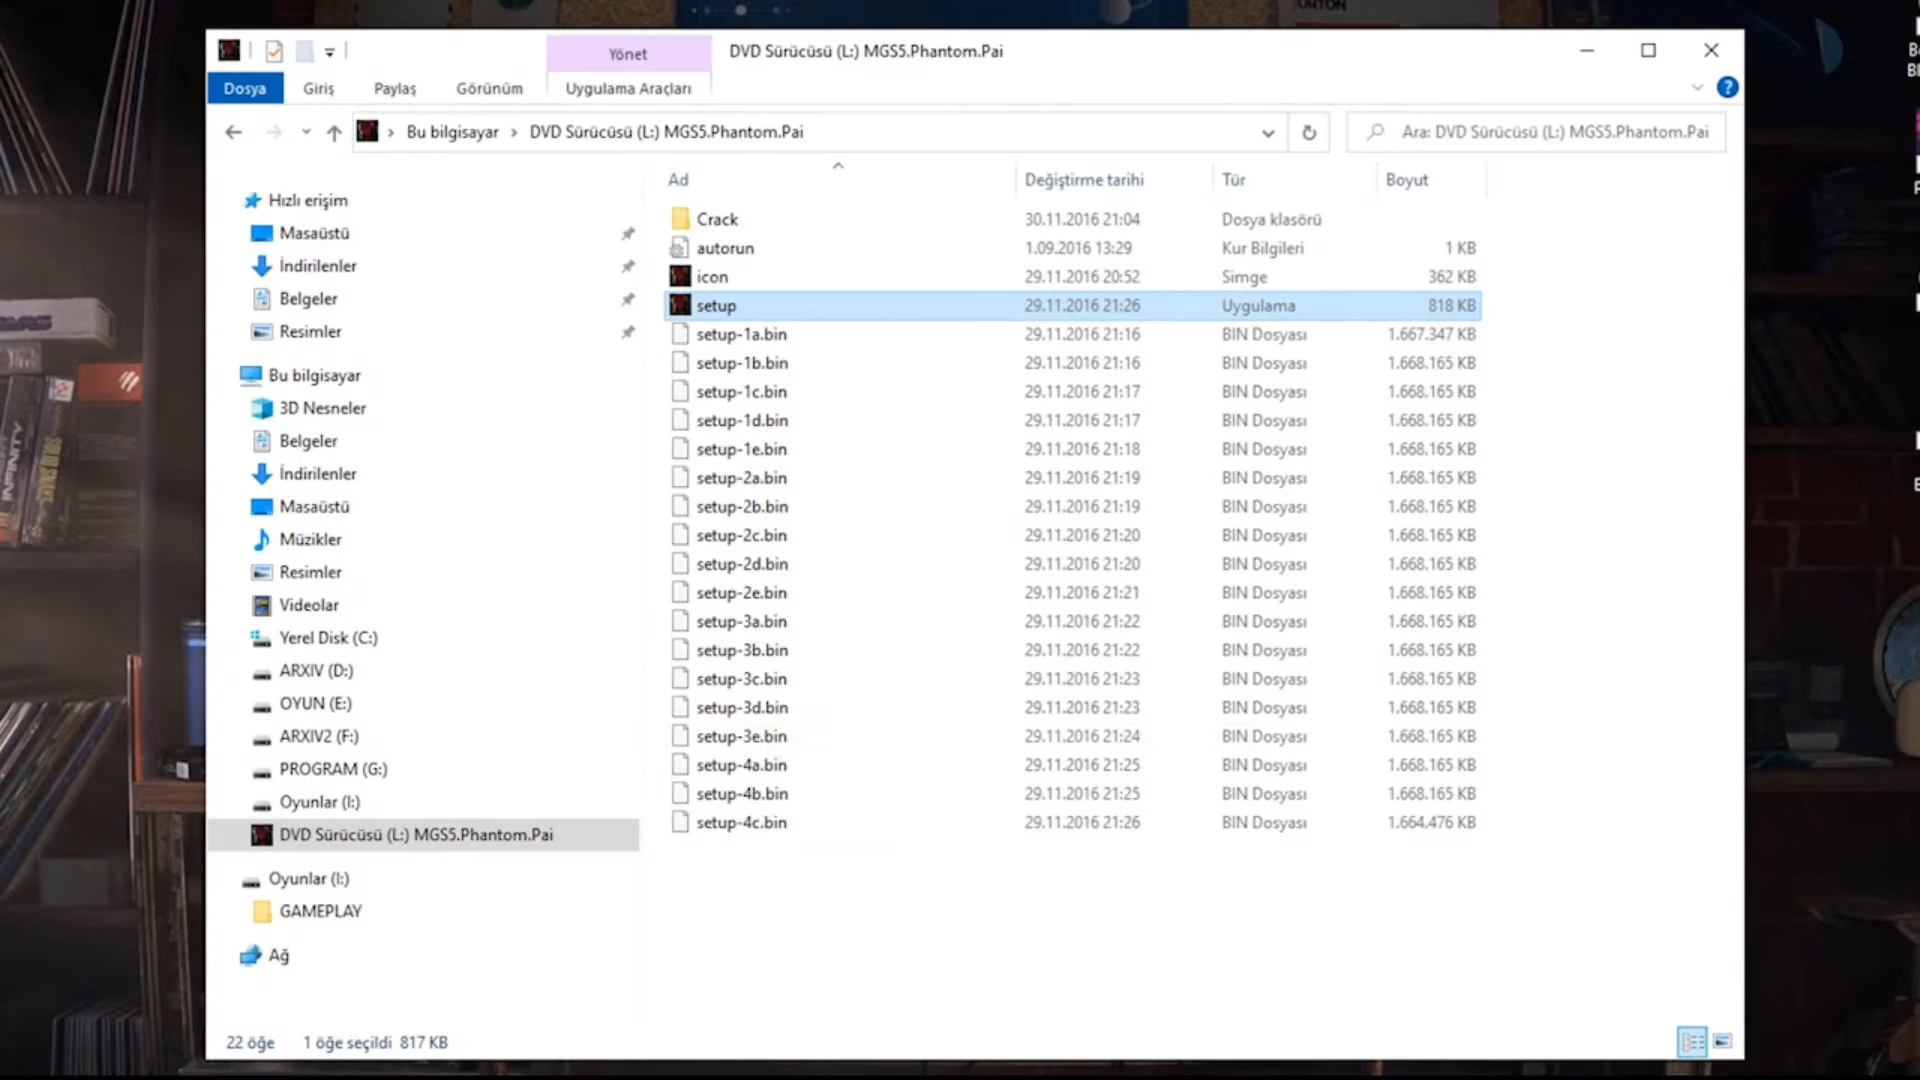 Yönet
DVD Sürücüsü (L:) MGS5.Phantom.Pai
Dosya
Giriş
Paylaş
Görünüm
Uygulama Araçları
Bu bilgisayar > DVD Sürücüsü (L:) MGS5.Phantom.Pai
Ara: DVD Sürücüsü (L:) MGS5.Phantom.Pai
Hızlı erişim
Masaüstü
İndirilenler
Belgeler
Resimler
Bu bilgisayar
3D Nesneler
Belgeler
İndirilenler
Masaüstü
Müzikler
Resimler
Videolar
Yerel Disk (C:)
ARXIV (D:)
OYUN (E:)
ARXIV2 (F:)
PROGRAM (G:)
Oyunlar (I:)
DVD Sürücüsü (L:) MGS5.Phantom.Pai
Oyunlar (I:)
GAMEPLAY
Ağ
Ad Değiştirme tarihi Tür Boyut
Crack 30.11.2016 21:04 Dosya klasörü
autorun 1.09.2016 13:29 Kur Bilgileri 1 KB
icon 29.11.2016 20:52 Simge 362 KB
setup 29.11.2016 21:26 Uygulama 818 KB
setup-1a.bin 29.11.2016 21:16 BIN Dosyası 1.667.347 KB
setup-1b.bin 29.11.2016 21:16 BIN Dosyası 1.668.165 KB
setup-1c.bin 29.11.2016 21:17 BIN Dosyası 1.668.165 KB
setup-1d.bin 29.11.2016 21:17 BIN Dosyası 1.668.165 KB
setup-1e.bin 29.11.2016 21:18 BIN Dosyası 1.668.165 KB
setup-2a.bin 29.11.2016 21:19 BIN Dosyası 1.668.165 KB
setup-2b.bin 29.11.2016 21:19 BIN Dosyası 1.668.165 KB
setup-2c.bin 29.11.2016 21:20 BIN Dosyası 1.668.165 KB
setup-2d.bin 29.11.2016 21:20 BIN Dosyası 1.668.165 KB
setup-2e.bin 29.11.2016 21:21 BIN Dosyası 1.668.165 KB
setup-3a.bin 29.11.2016 21:22 BIN Dosyası 1.668.165 KB
setup-3b.bin 29.11.2016 21:22 BIN Dosyası 1.668.165 KB
setup-3c.bin 29.11.2016 21:23 BIN Dosyası 1.668.165 KB
setup-3d.bin 29.11.2016 21:23 BIN Dosyası 1.668.165 KB
setup-3e.bin 29.11.2016 21:24 BIN Dosyası 1.668.165 KB
setup-4a.bin 29.11.2016 21:25 BIN Dosyası 1.668.165 KB
setup-4b.bin 29.11.2016 21:25 BIN Dosyası 1.668.165 KB
setup-4c.bin 29.11.2016 21:26 BIN Dosyası 1.664.476 KB
22 öğe 1 öğe seçildi 817 KB
INFINITY